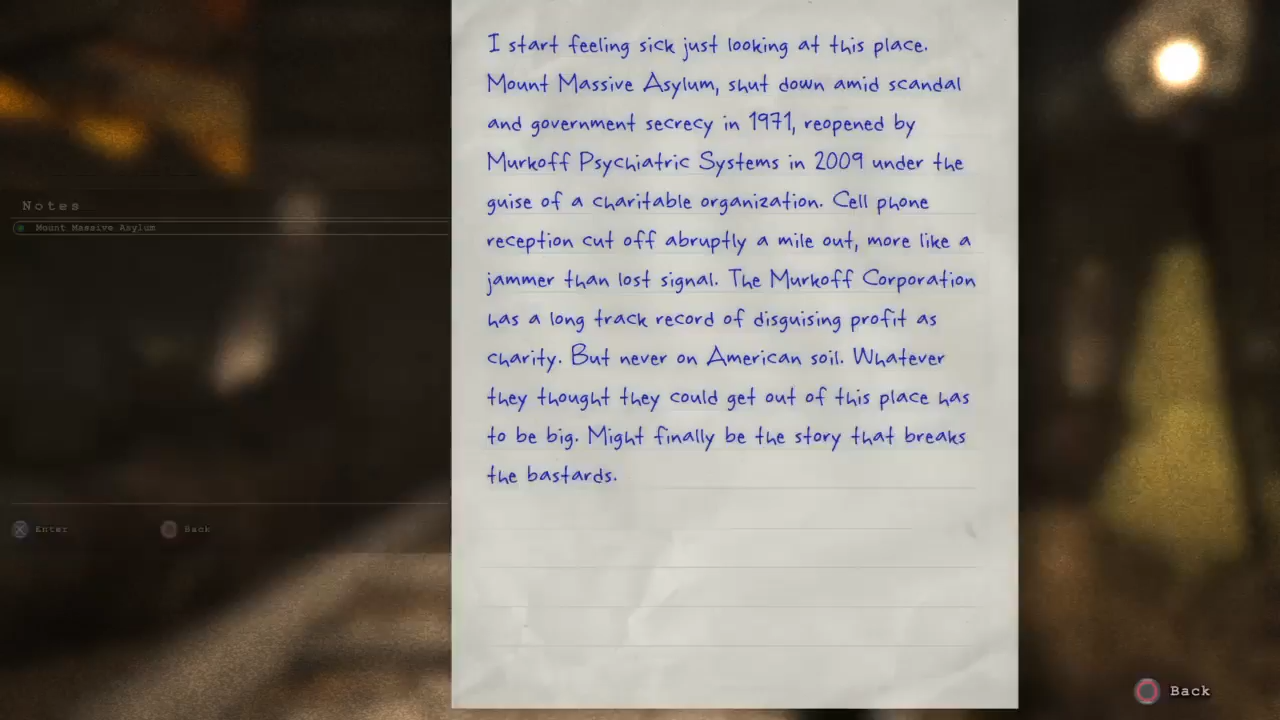 Notes
Mount Massive Asylum
Enter
Back
I start feeling sick just looking at this place.
Mount Massive Asylum, shut down amid scandal
and government secrecy in 1971, reopened by
Murkoff Psychiatric Systems in 2009 under the
guise of a charitable organization. Cell phone
reception cut off abruptly a mile out, more like a
jammer than lost signal. The Murkoff Corporation
has a long track record of disguising profit as
charity. But never on American soil. Whatever
they thought they could get out of this place has
to be big. Might finally be the story that breaks
the bastards.
Back